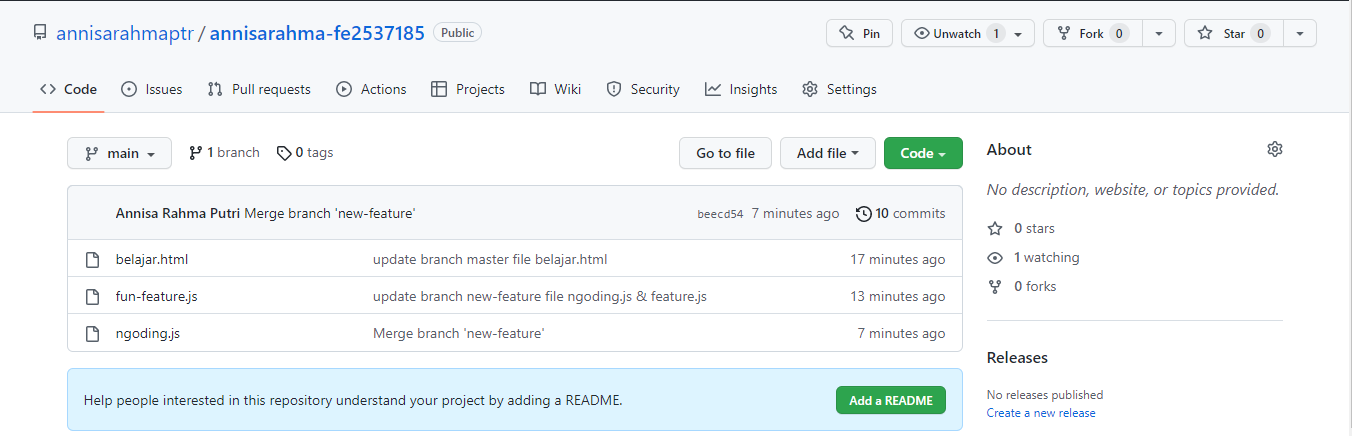 annisarahmaptr / annisarahma-fe2537185 Public Pin Unwatch 1 Fork 0 Star 0
Code Issues Pull requests Actions Projects Wiki Security Insights Settings
main 1 branch 0 tags Go to file Add file Code
Annisa Rahma Putri Merge branch 'new-feature' beecd54 7 minutes ago 10 commits
belajar.html update branch master file belajar.html 17 minutes ago
fun-feature.js update branch new-feature file ngoding.js & feature.js 13 minutes ago
ngoding.js Merge branch 'new-feature' 7 minutes ago
Help people interested in this repository understand your project by adding a README. Add a README
About
No description, website, or topics provided.
0 stars
1 watching
0 forks
Releases
No releases published
Create a new release